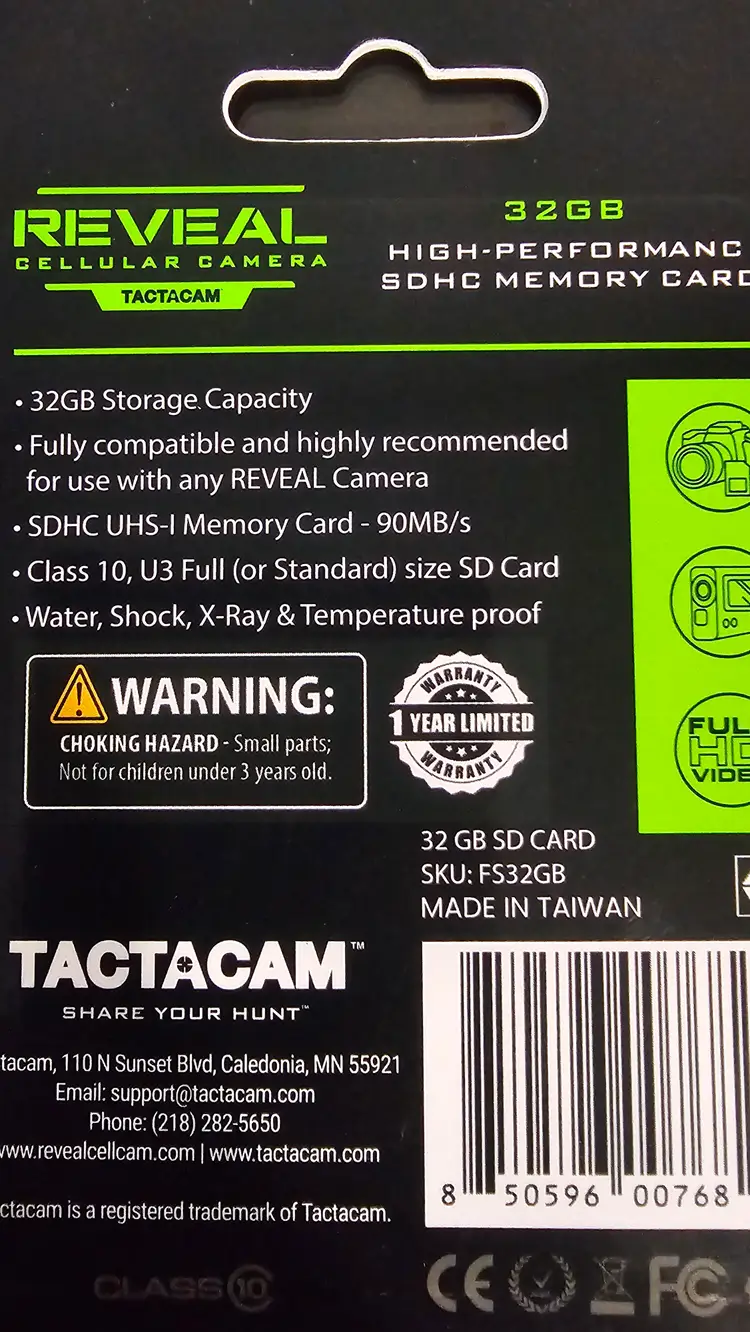 REVEAL
CELLULAR CAMERA
TACTACAM
32GB
HIGH-PERFORMANC
SDHC MEMORY CARD
• 32GB Storage Capacity
• Fully compatible and highly recommended
for use with any REVEAL Camera
• SDHC UHS-I Memory Card - 90MB/s
• Class 10, U3 Full (or Standard) size SD Card
• Water, Shock, X-Ray & Temperature proof
WARNING:
CHOKING HAZARD - Small parts;
Not for children under 3 years old.
WARRANTY
1 YEAR LIMITED
WARRANTY
FUL
HD
VIDE
32 GB SD CARD
SKU: FS32GB
MADE IN TAIWAN
TACTACAM™
SHARE YOUR HUNT™
tacam, 110 N Sunset Blvd, Caledonia, MN 55921
Email: support@tactacam.com
Phone: (218) 282-5650
www.revealcellcam.com | www.tactacam.com
ctacam is a registered trademark of Tactacam.
8 50596 00768
CLASS 10
CE FC